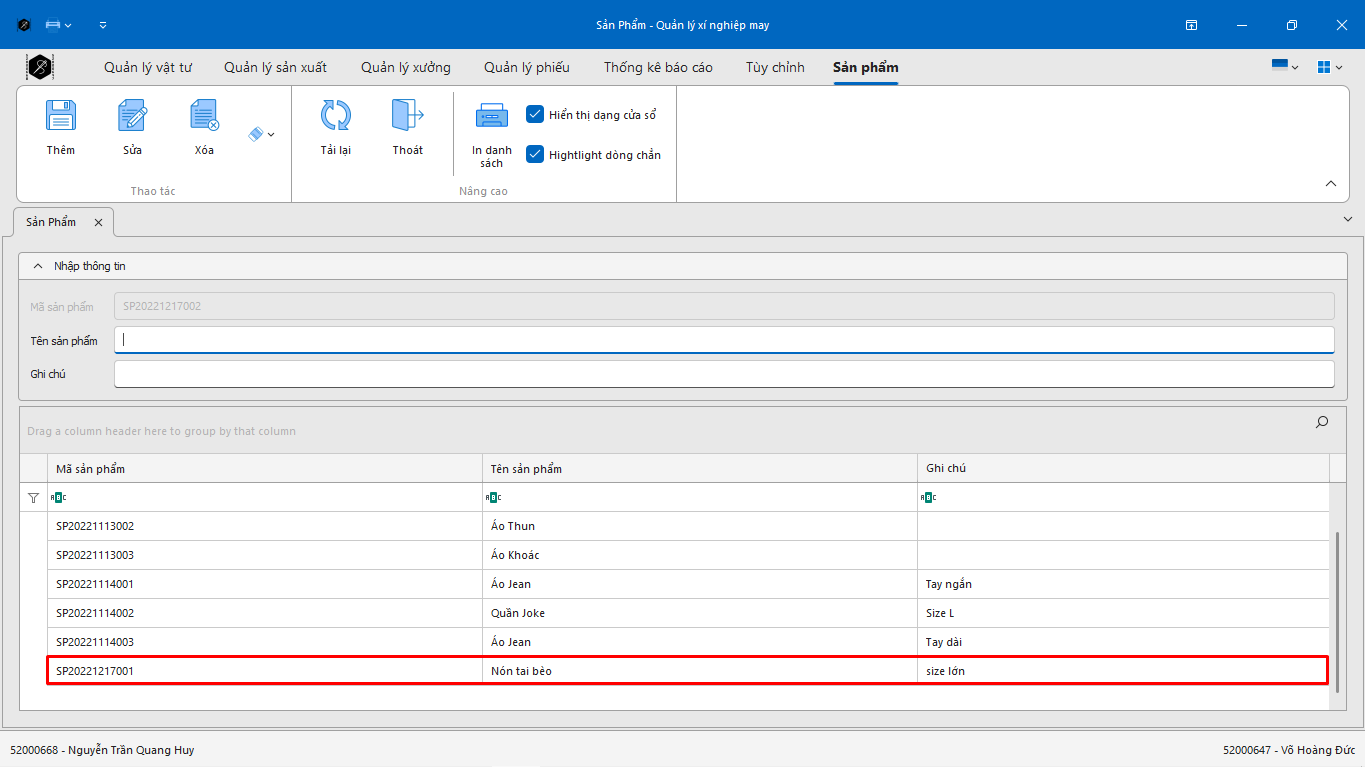 Sản Phẩm - Quản lý xí nghiệp may
Quản lý vật tư Quản lý sản xuất Quản lý xưởng Quản lý phiếu Thống kê báo cáo Tùy chỉnh Sản phẩm
Thêm Sửa Xóa Tải lại Thoát In danh sách
Hiển thị dạng cửa sổ
Hightlight dòng chẵn
Thao tác Nâng cao
Sản Phẩm
Nhập thông tin
Mã sản phẩm SP20221217002
Tên sản phẩm
Ghi chú
Drag a column header here to group by that column
Mã sản phẩm Tên sản phẩm Ghi chú
ABC ABC ABC
SP20221113002 Áo Thun
SP20221113003 Áo Khoác
SP20221114001 Áo Jean Tay ngắn
SP20221114002 Quần Joke Size L
SP20221114003 Áo Jean Tay dài
SP20221217001 Nón tai bèo size lớn
52000668 - Nguyễn Trần Quang Huy 52000647 - Võ Hoàng Đức